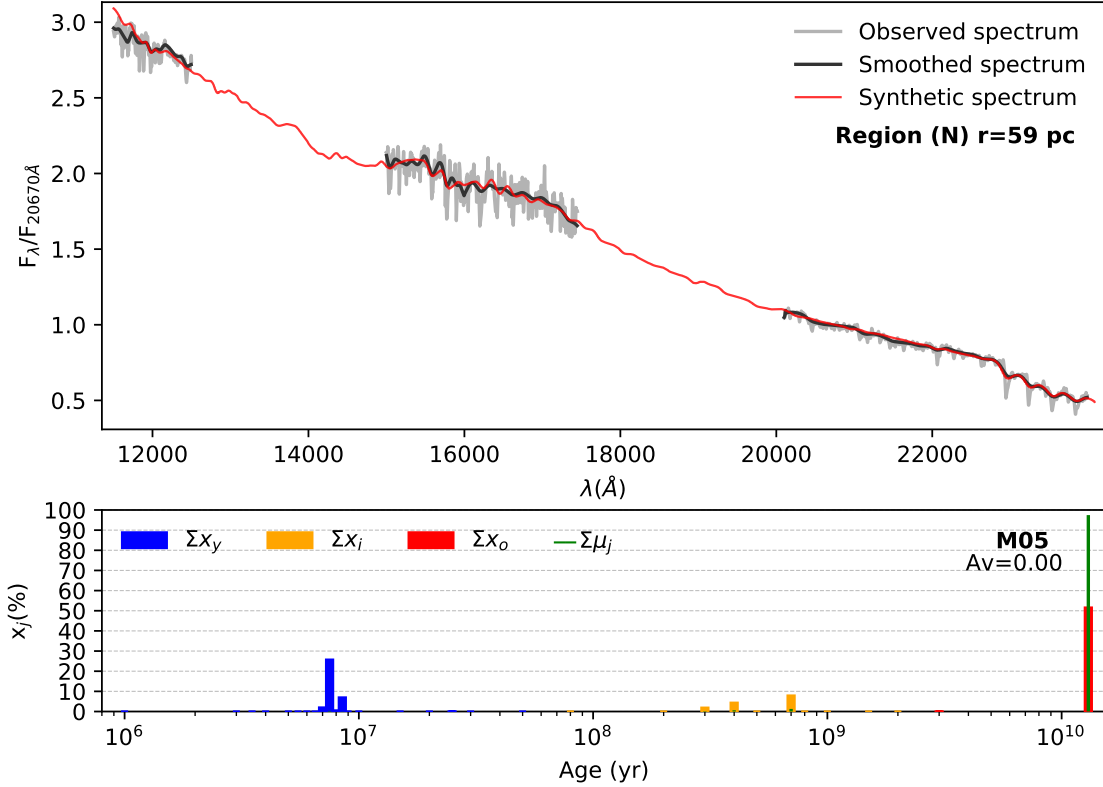 Observed spectrum
Smoothed spectrum
Synthetic spectrum
Region (N) r=59 pc
3.0
2.5
2.0
1.5
1.0
0.5
F_λ/F_20670Å
12000 14000 16000 18000 20000 22000
λ(Å)
100
90
80
70
60
50
40
30
20
10
0
x_j(%)
Σx_y Σx_i Σx_o Σμ_j
M05
Av=0.00
10^6 10^7 10^8 10^9 10^10
Age (yr)